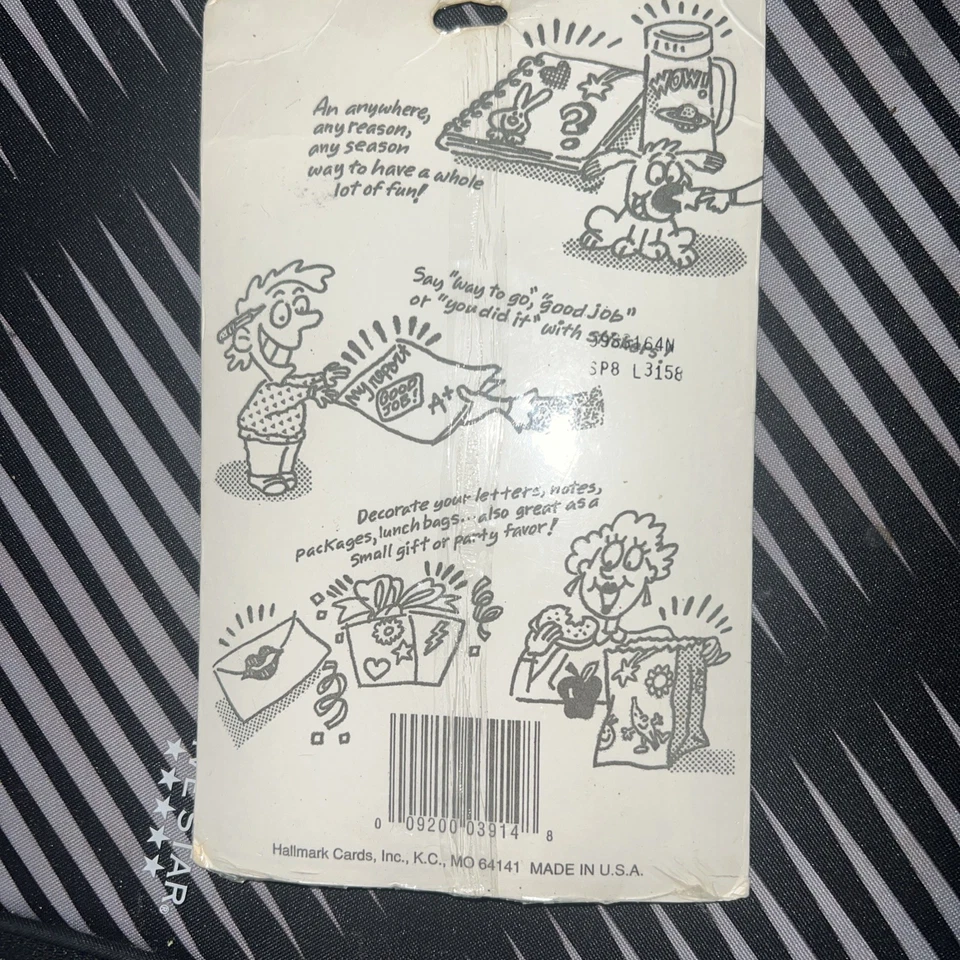 WOW!
An anywhere,
any reason,
any season
way to have a whole
lot of fun!
Say "way to go", "good job"
or "you did it" with stickers!
SP8 L3158
my report
GOOD
JOB!
A+
Decorate your letters, notes,
packages, lunch bags... also great as a
small gift or party favor!
0 09200 03914 8
Hallmark Cards, Inc., K.C., MO 64141 MADE IN U.S.A.